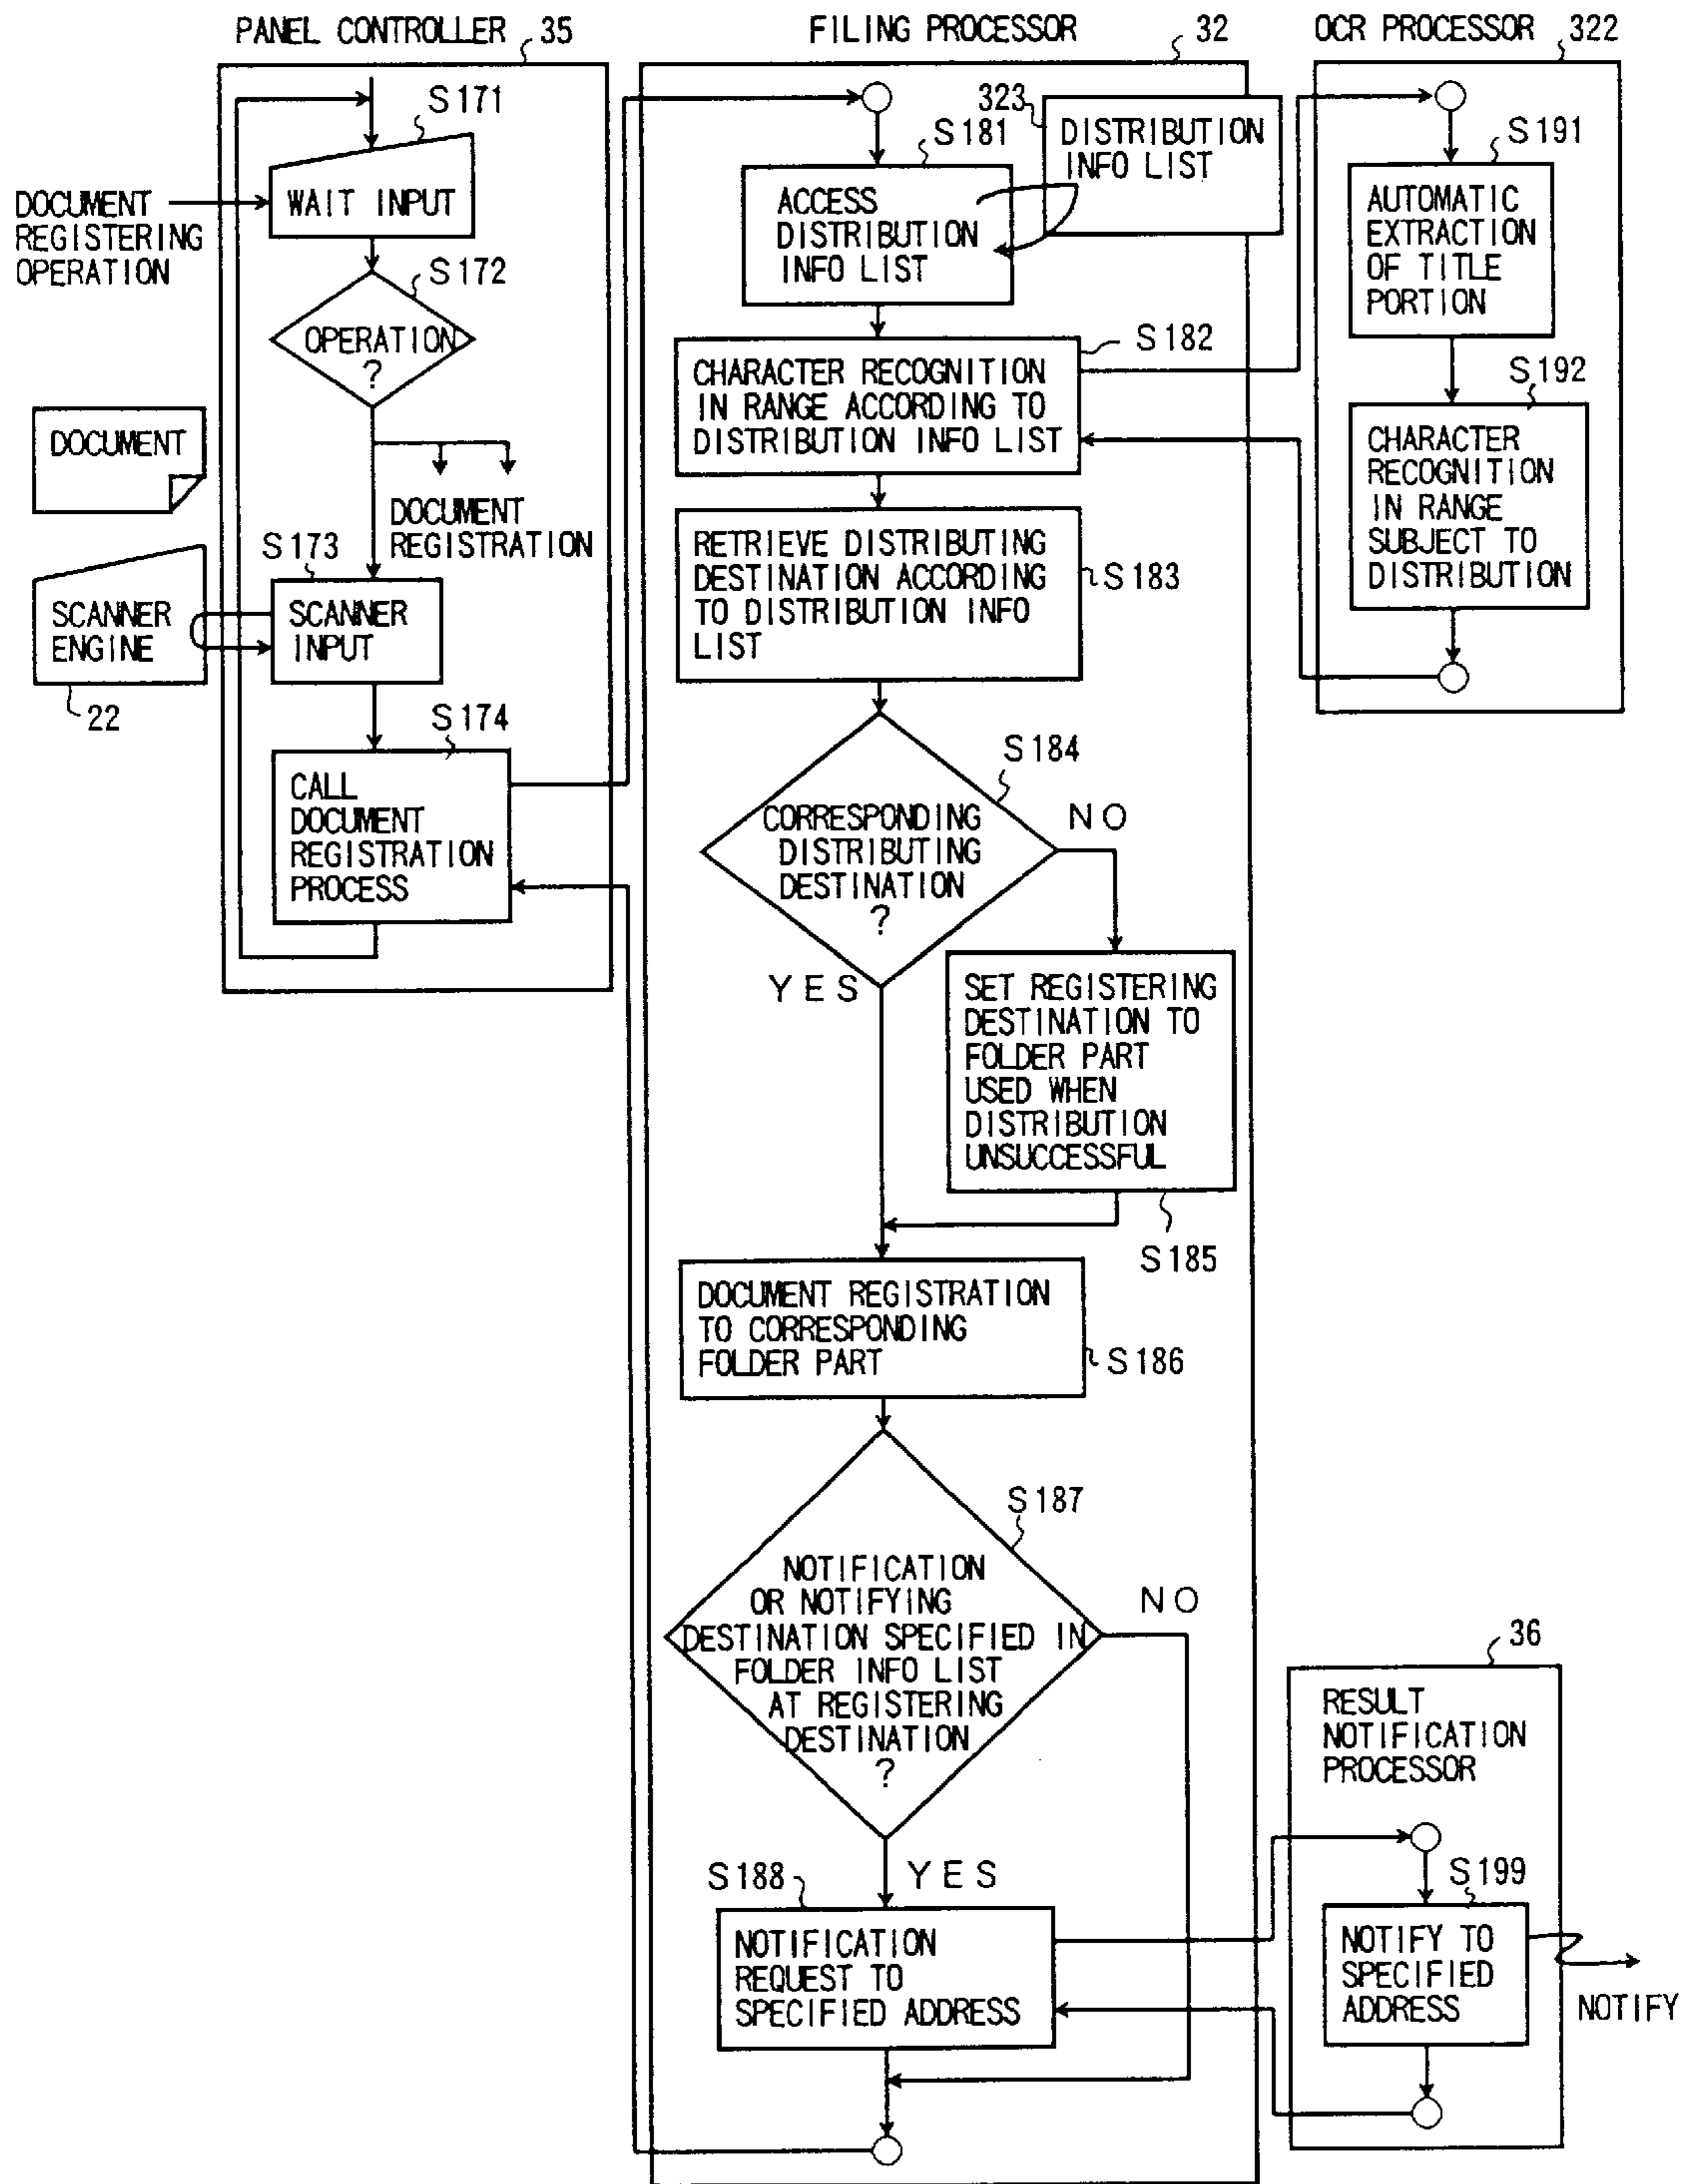 PANEL CONTROLLER 35
S171
WAIT INPUT
DOCUMENT
REGISTERING
OPERATION
S172
OPERATION
?
DOCUMENT
DOCUMENT
REGISTRATION
S173
SCANNER
ENGINE
22
SCANNER
INPUT
S174
CALL
DOCUMENT
REGISTRATION
PROCESS
FILING PROCESSOR 32
323
DISTRIBUTION
INFO LIST
S181
ACCESS
DISTRIBUTION
INFO LIST
S182
CHARACTER RECOGNITION
IN RANGE ACCORDING TO
DISTRIBUTION INFO LIST
RETRIEVE DISTRIBUTING
DESTINATION ACCORDING
TO DISTRIBUTION INFO
LIST
S183
S184
CORRESPONDING
DISTRIBUTING
DESTINATION
?
NO
YES
SET REGISTERING
DESTINATION TO
FOLDER PART
USED WHEN
DISTRIBUTION
UNSUCCESSFUL
S185
DOCUMENT REGISTRATION
TO CORRESPONDING
FOLDER PART
S186
S187
NOTIFICATION
OR NOTIFYING
DESTINATION SPECIFIED IN
FOLDER INFO LIST
AT REGISTERING
DESTINATION
?
NO
YES
S188
NOTIFICATION
REQUEST TO
SPECIFIED ADDRESS
OCR PROCESSOR 322
S191
AUTOMATIC
EXTRACTION
OF TITLE
PORTION
S192
CHARACTER
RECOGNITION
IN RANGE
SUBJECT TO
DISTRIBUTION
36
RESULT
NOTIFICATION
PROCESSOR
S199
NOTIFY TO
SPECIFIED
ADDRESS
NOTIFY